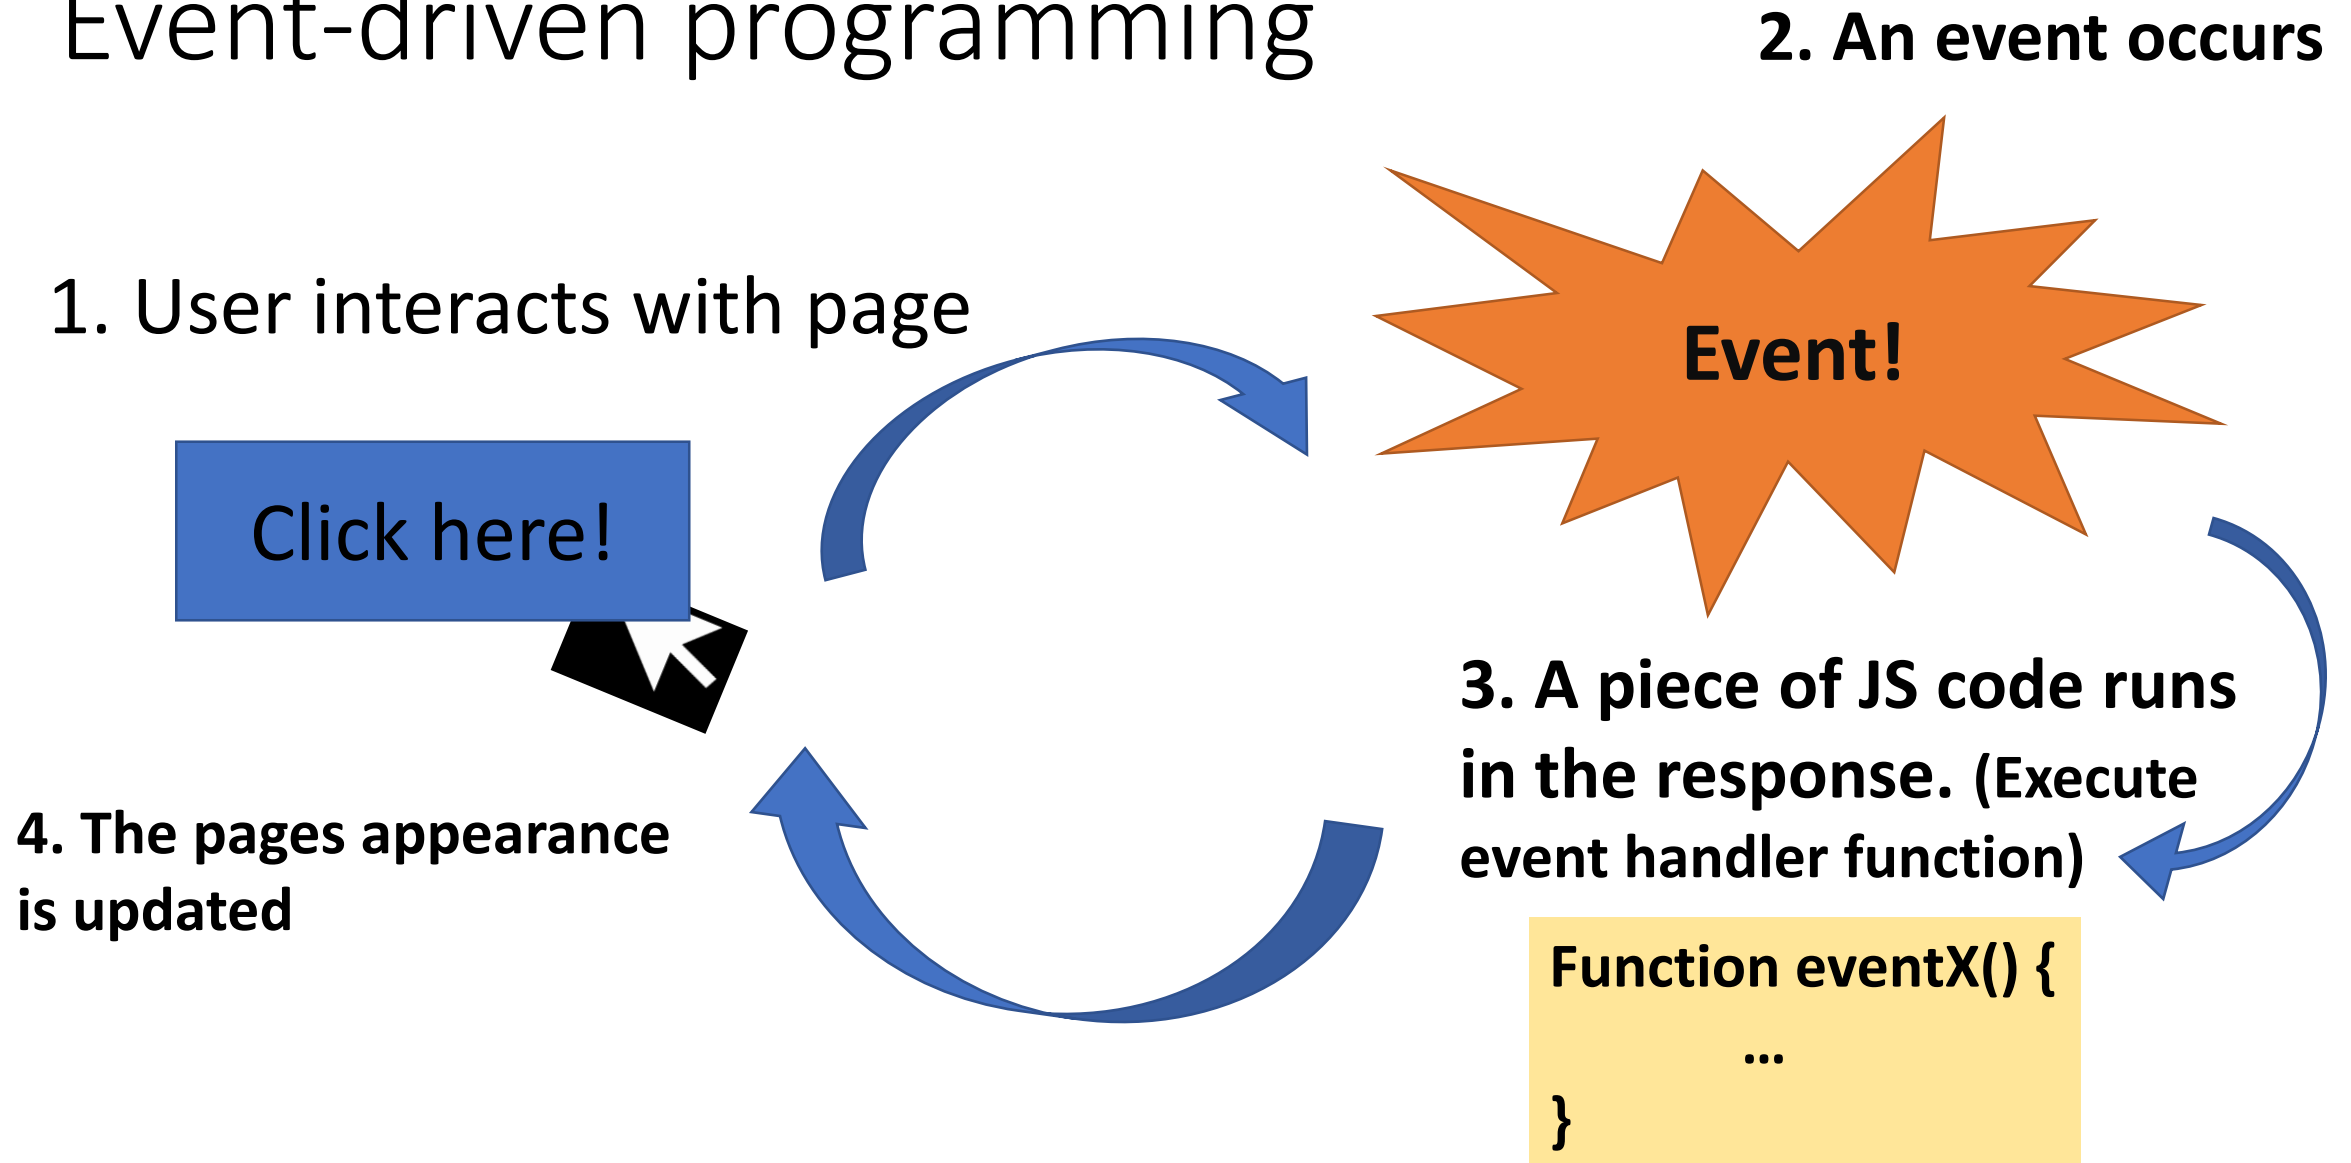 Event-driven programming
2. An event occurs
1. User interacts with page
Event!
Click here!
3. A piece of JS code runs
in the response. (Execute
event handler function)
4. The pages appearance
is updated
Function eventX() {
...
}